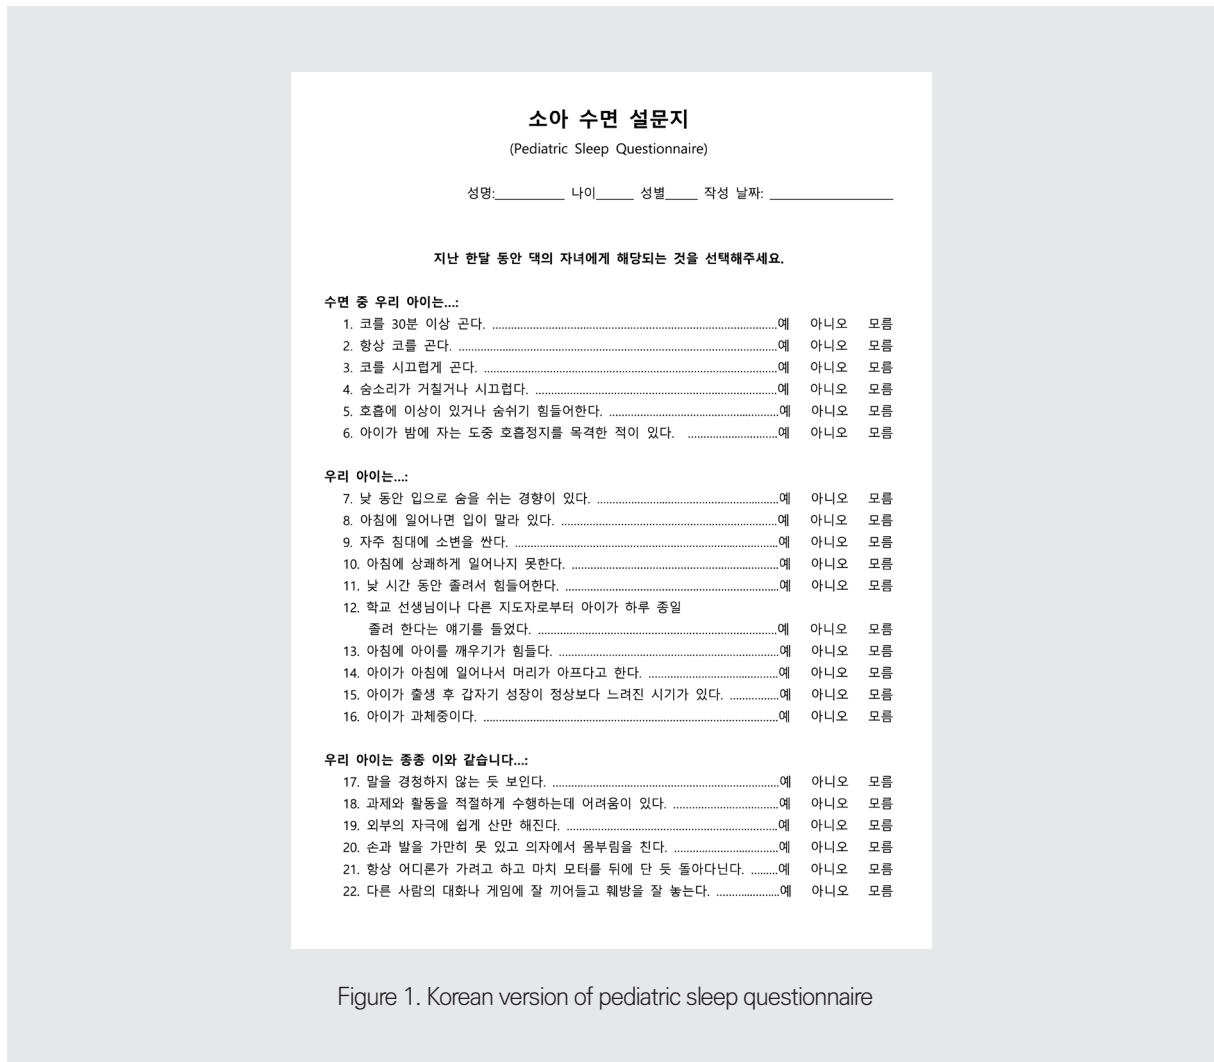 소아 수면 설문지
(Pediatric Sleep Questionnaire)
성명:__________ 나이_____ 성별____ 작성 날짜: _________________
지난 한달 동안 댁의 자녀에게 해당되는 것을 선택해주세요.
수면 중 우리 아이는...:
1. 코를 30분 이상 곤다. ........예 아니오 모름
2. 항상 코를 곤다. ........예 아니오 모름
3. 코를 시끄럽게 곤다. ........예 아니오 모름
4. 숨소리가 거칠거나 시끄럽다. ........예 아니오 모름
5. 호흡에 이상이 있거나 숨쉬기 힘들어한다. ........예 아니오 모름
6. 아이가 밤에 자는 도중 호흡정지를 목격한 적이 있다. ........예 아니오 모름
우리 아이는...:
7. 낮 동안 입으로 숨을 쉬는 경향이 있다. ........예 아니오 모름
8. 아침에 일어나면 입이 말라 있다. ........예 아니오 모름
9. 자주 침대에 소변을 싼다. ........예 아니오 모름
10. 아침에 상쾌하게 일어나지 못한다. ........예 아니오 모름
11. 낮 시간 동안 졸려서 힘들어한다. ........예 아니오 모름
12. 학교 선생님이나 다른 지도자로부터 아이가 하루 종일
졸려 한다는 얘기를 들었다. ........예 아니오 모름
13. 아침에 아이를 깨우기가 힘들다. ........예 아니오 모름
14. 아이가 아침에 일어나서 머리가 아프다고 한다. ........예 아니오 모름
15. 아이가 출생 후 갑자기 성장이 정상보다 느려진 시기가 있다. ........예 아니오 모름
16. 아이가 과체중이다. ........예 아니오 모름
우리 아이는 종종 이와 같습니다...:
17. 말을 경청하지 않는 듯 보인다. ........예 아니오 모름
18. 과제와 활동을 적절하게 수행하는데 어려움이 있다. ........예 아니오 모름
19. 외부의 자극에 쉽게 산만 해진다. ........예 아니오 모름
20. 손과 발을 가만히 못 있고 의자에서 몸부림을 친다. ........예 아니오 모름
21. 항상 어디론가 가려고 하고 마치 모터를 뒤에 단 듯 돌아다닌다. ........예 아니오 모름
22. 다른 사람의 대화나 게임에 잘 끼어들고 훼방을 잘 놓는다. ........예 아니오 모름
Figure 1. Korean version of pediatric sleep questionnaire